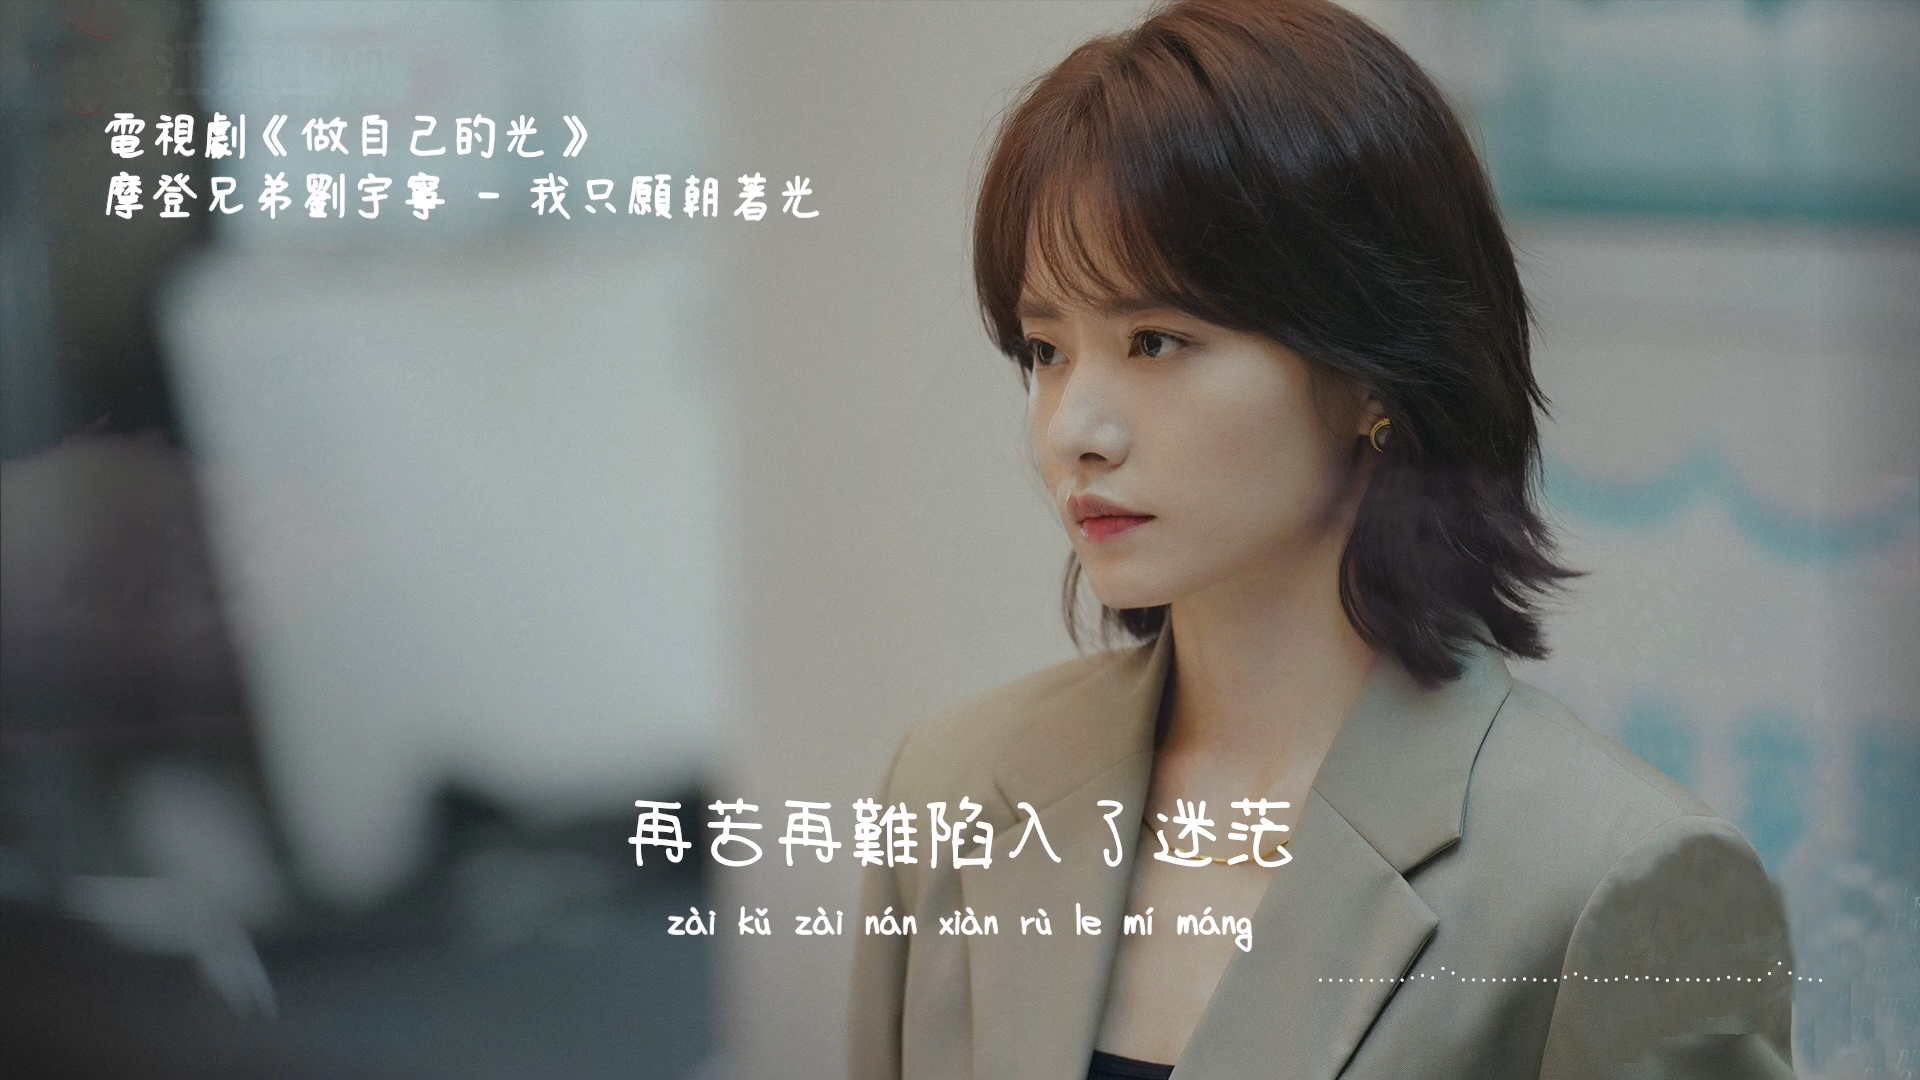 電視劇《做自己的光》
摩登兄弟劉宇寧 - 我只願朝著光
再苦再難陷入了迷茫
zài kǔ zài nán xiàn rù le mí máng